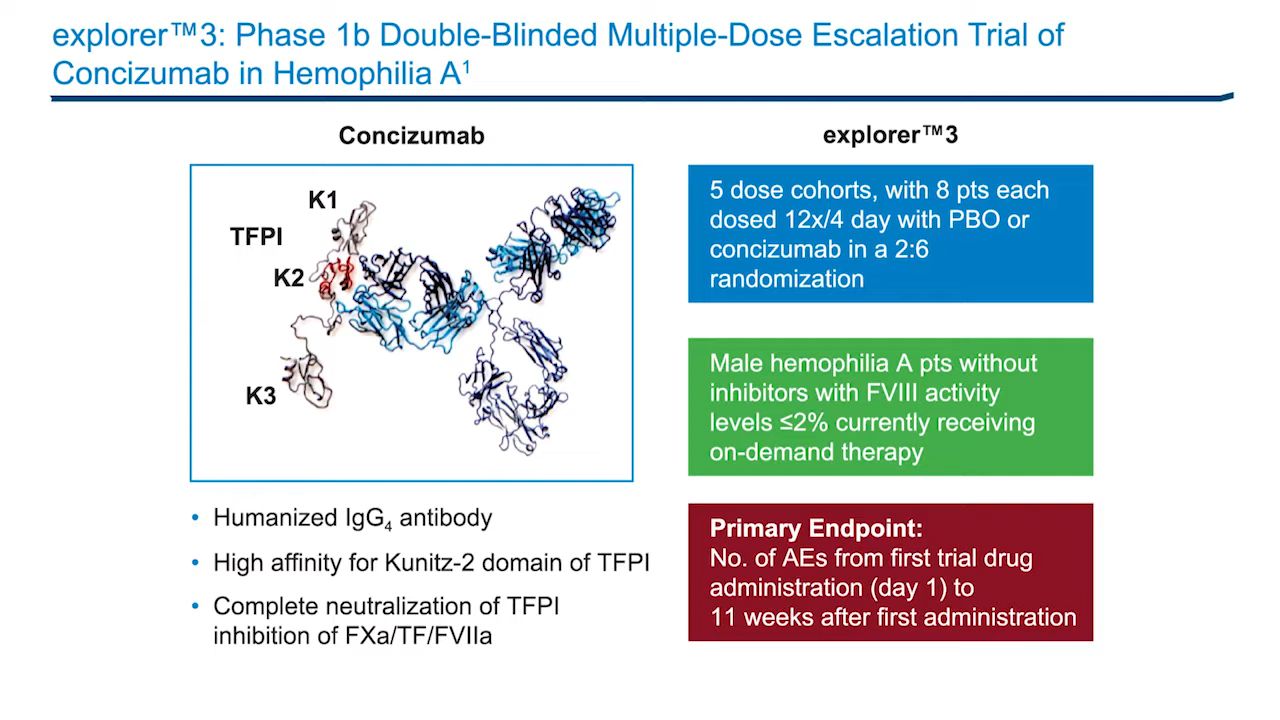 explorer™3: Phase 1b Double-Blinded Multiple-Dose Escalation Trial of
Concizumab in Hemophilia A¹
Concizumab
K1
TFPI
K2
K3
• Humanized IgG₄ antibody
• High affinity for Kunitz-2 domain of TFPI
• Complete neutralization of TFPI
inhibition of FXa/TF/FVIIa
explorer™3
5 dose cohorts, with 8 pts each
dosed 12x/4 day with PBO or
concizumab in a 2:6
randomization
Male hemophilia A pts without
inhibitors with FVIII activity
levels ≤2% currently receiving
on-demand therapy
Primary Endpoint:
No. of AEs from first trial drug
administration (day 1) to
11 weeks after first administration